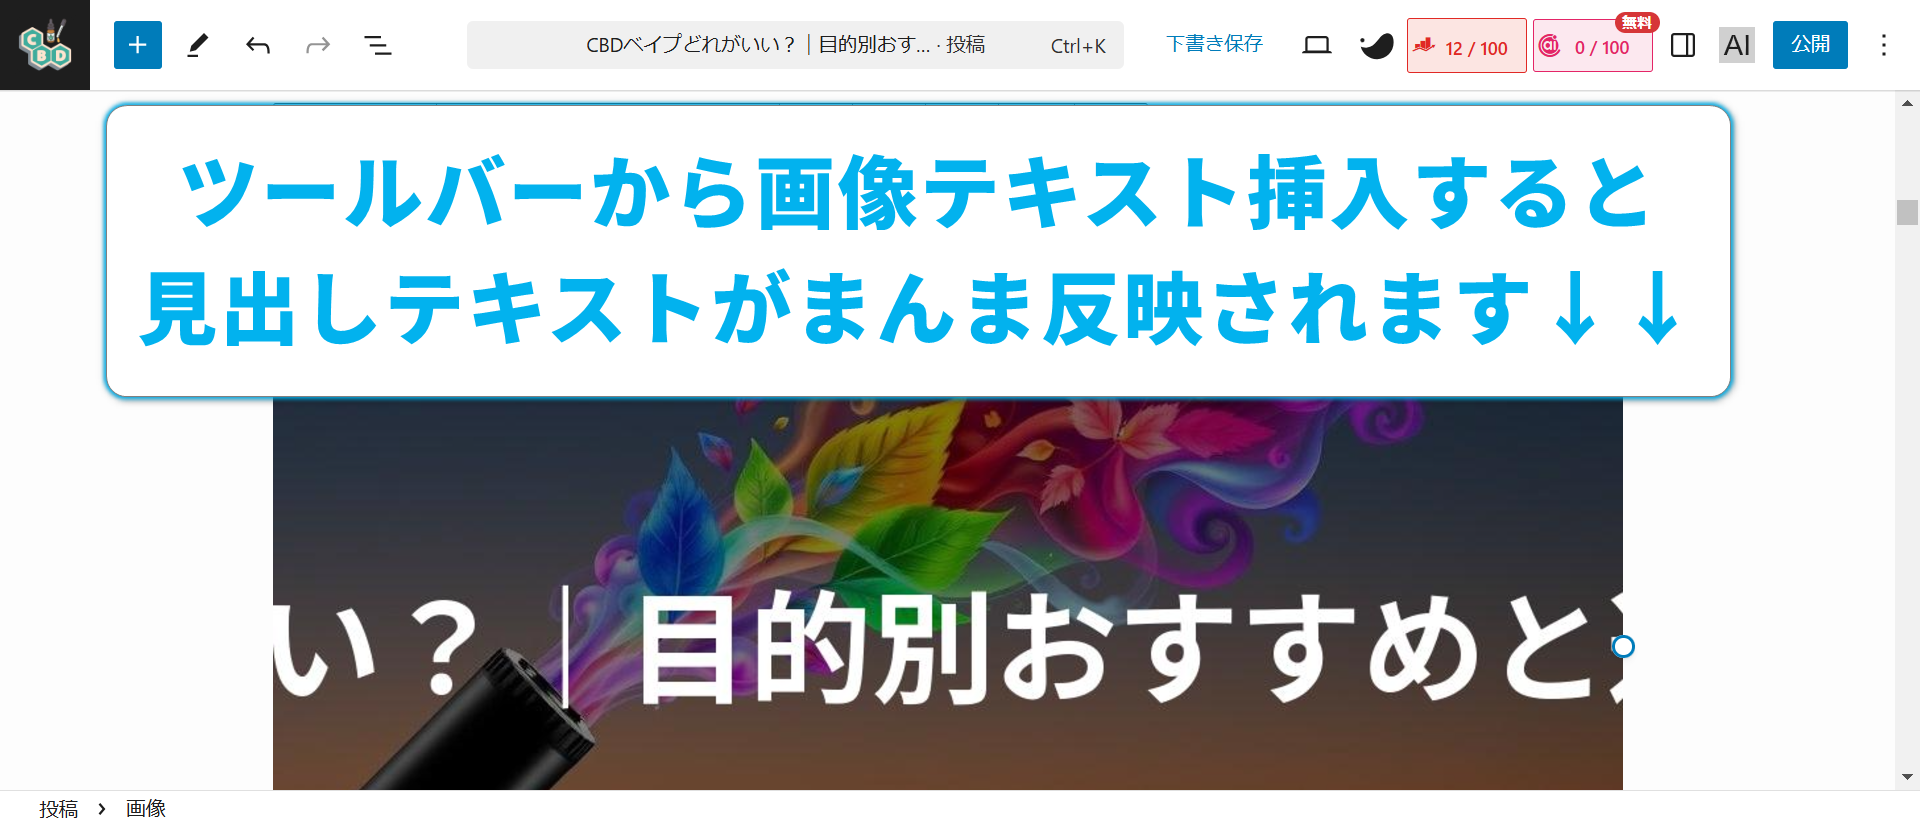 CBD
CBDベイプどれがいい？｜目的別おす… · 投稿
Ctrl+K
下書き保存
12 / 100
無料
ai
0 / 100
AI
公開
ツールバーから画像テキスト挿入すると
見出しテキストがまんま反映されます↓↓
い？｜目的別おすすめと
投稿 > 画像